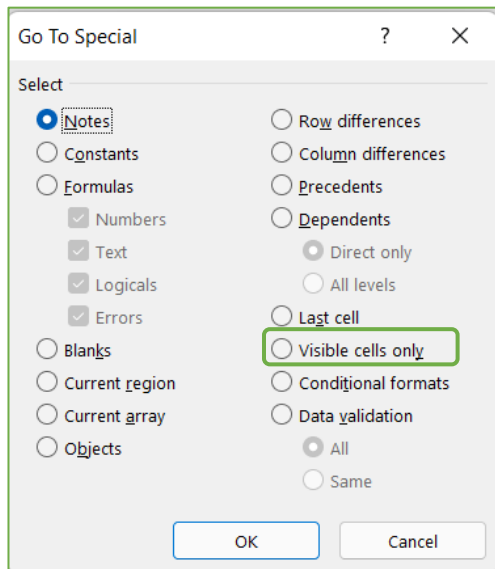 Go To Special ?
Select
Notes
Constants
Formulas
Numbers
Text
Logicals
Errors
Blanks
Current region
Current array
Objects
Row differences
Column differences
Precedents
Dependents
Direct only
All levels
Last cell
Visible cells only
Conditional formats
Data validation
All
Same
OK
Cancel